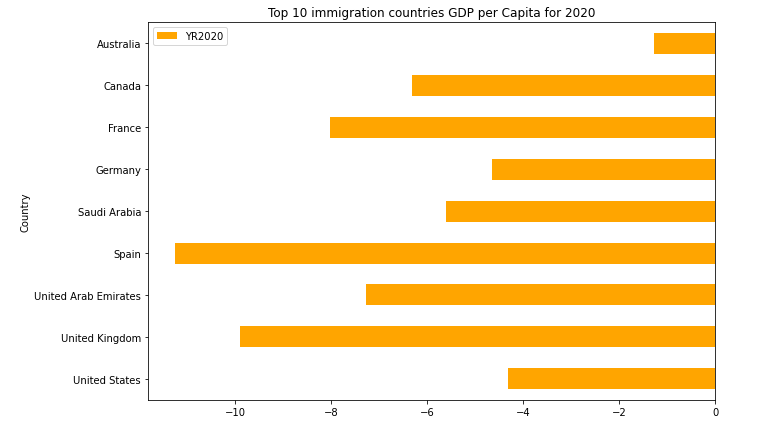 Top 10 immigration countries GDP per Capita for 2020
YR2020
Country
Australia
Canada
France
Germany
Saudi Arabia
Spain
United Arab Emirates
United Kingdom
United States
−10 −8 −6 −4 −2 0